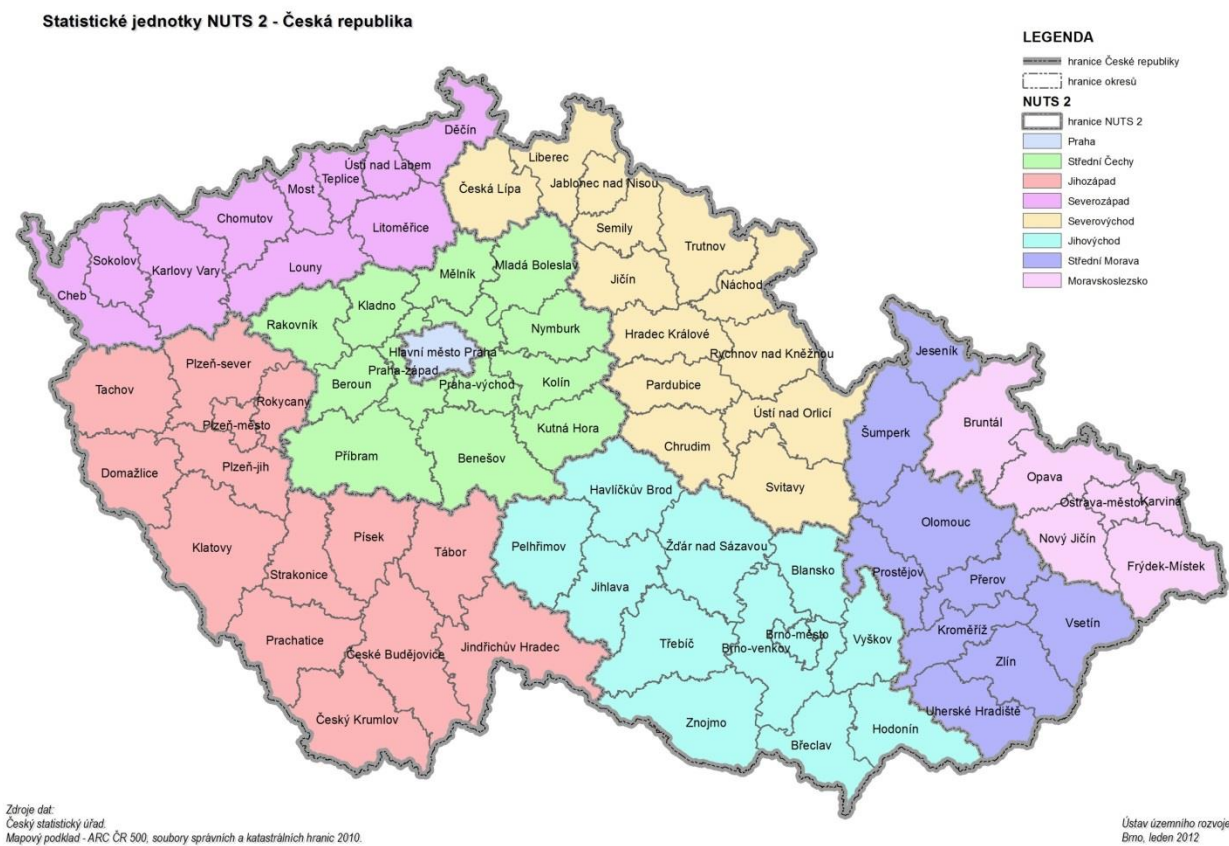 Statistické jednotky NUTS 2 - Česká republika
LEGENDA
hranice České republiky
hranice okresů
NUTS 2
hranice NUTS 2
Praha
Střední Čechy
Jihozápad
Severozápad
Severovýchod
Jihovýchod
Střední Morava
Moravskoslezsko
Děčín
Liberec
Ústí nad Labem
Teplice
Most
Česká Lípa
Jablonec nad Nisou
Chomutov
Litoměřice
Semily
Trutnov
Sokolov
Karlovy Vary
Louny
Mělník
Mladá Boleslav
Jičín
Cheb
Náchod
Kladno
Rakovník
Nymburk
Hradec Králové
Hlavní město Praha
Rychnov nad Kněžnou
Jeseník
Plzeň-sever
Praha-západ
Tachov
Beroun
Praha-východ
Kolín
Pardubice
Rokycany
Ústí nad Orlicí
Bruntál
Plzeň-město
Kutná Hora
Šumperk
Chrudim
Příbram
Benešov
Domažlice
Plzeň-jih
Opava
Svitavy
Havlíčkův Brod
Ostrava-město
Karviná
Olomouc
Písek
Nový Jičín
Klatovy
Tábor
Pelhřimov
Žďár nad Sázavou
Frýdek-Místek
Blansko
Strakonice
Prostějov
Přerov
Jihlava
Vsetín
Kroměříž
Prachatice
Jindřichův Hradec
Třebíč
Brno-město
Brno-venkov
Vyškov
České Budějovice
Zlín
Uherské Hradiště
Český Krumlov
Znojmo
Hodonín
Břeclav
Zdroje dat:
Český statistický úřad.
Mapový podklad - ARC ČR 500, soubory správních a katastrálních hranic 2010.
Ústav územního rozvoje
Brno, leden 2012